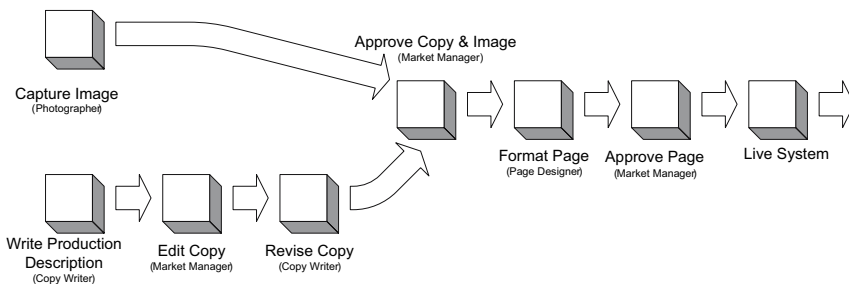 Approve Copy & Image
(Market Manager)
Capture Image
(Photographer)
Format Page
(Page Designer)
Approve Page
(Market Manager)
Live System
Write Production
Description
(Copy Writer)
Edit Copy
(Market Manager)
Revise Copy
(Copy Writer)